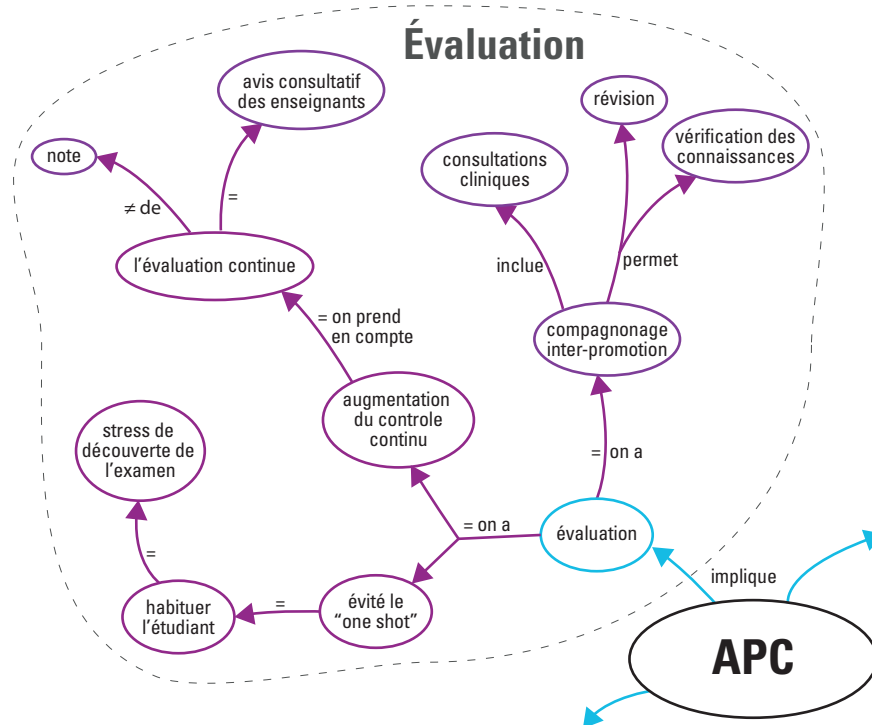 Évaluation
avis consultatif
des enseignants
révision
note
consultations
cliniques
vérification des
connaissances
≠ de
=
l'évaluation continue
inclue
permet
= on prend
en compte
compagnonage
inter-promotion
augmentation
du controle
continu
stress de
découverte de
l'examen
= on a
= on a
évaluation
=
implique
habituer
l'étudiant
=
évité le
"one shot"
APC